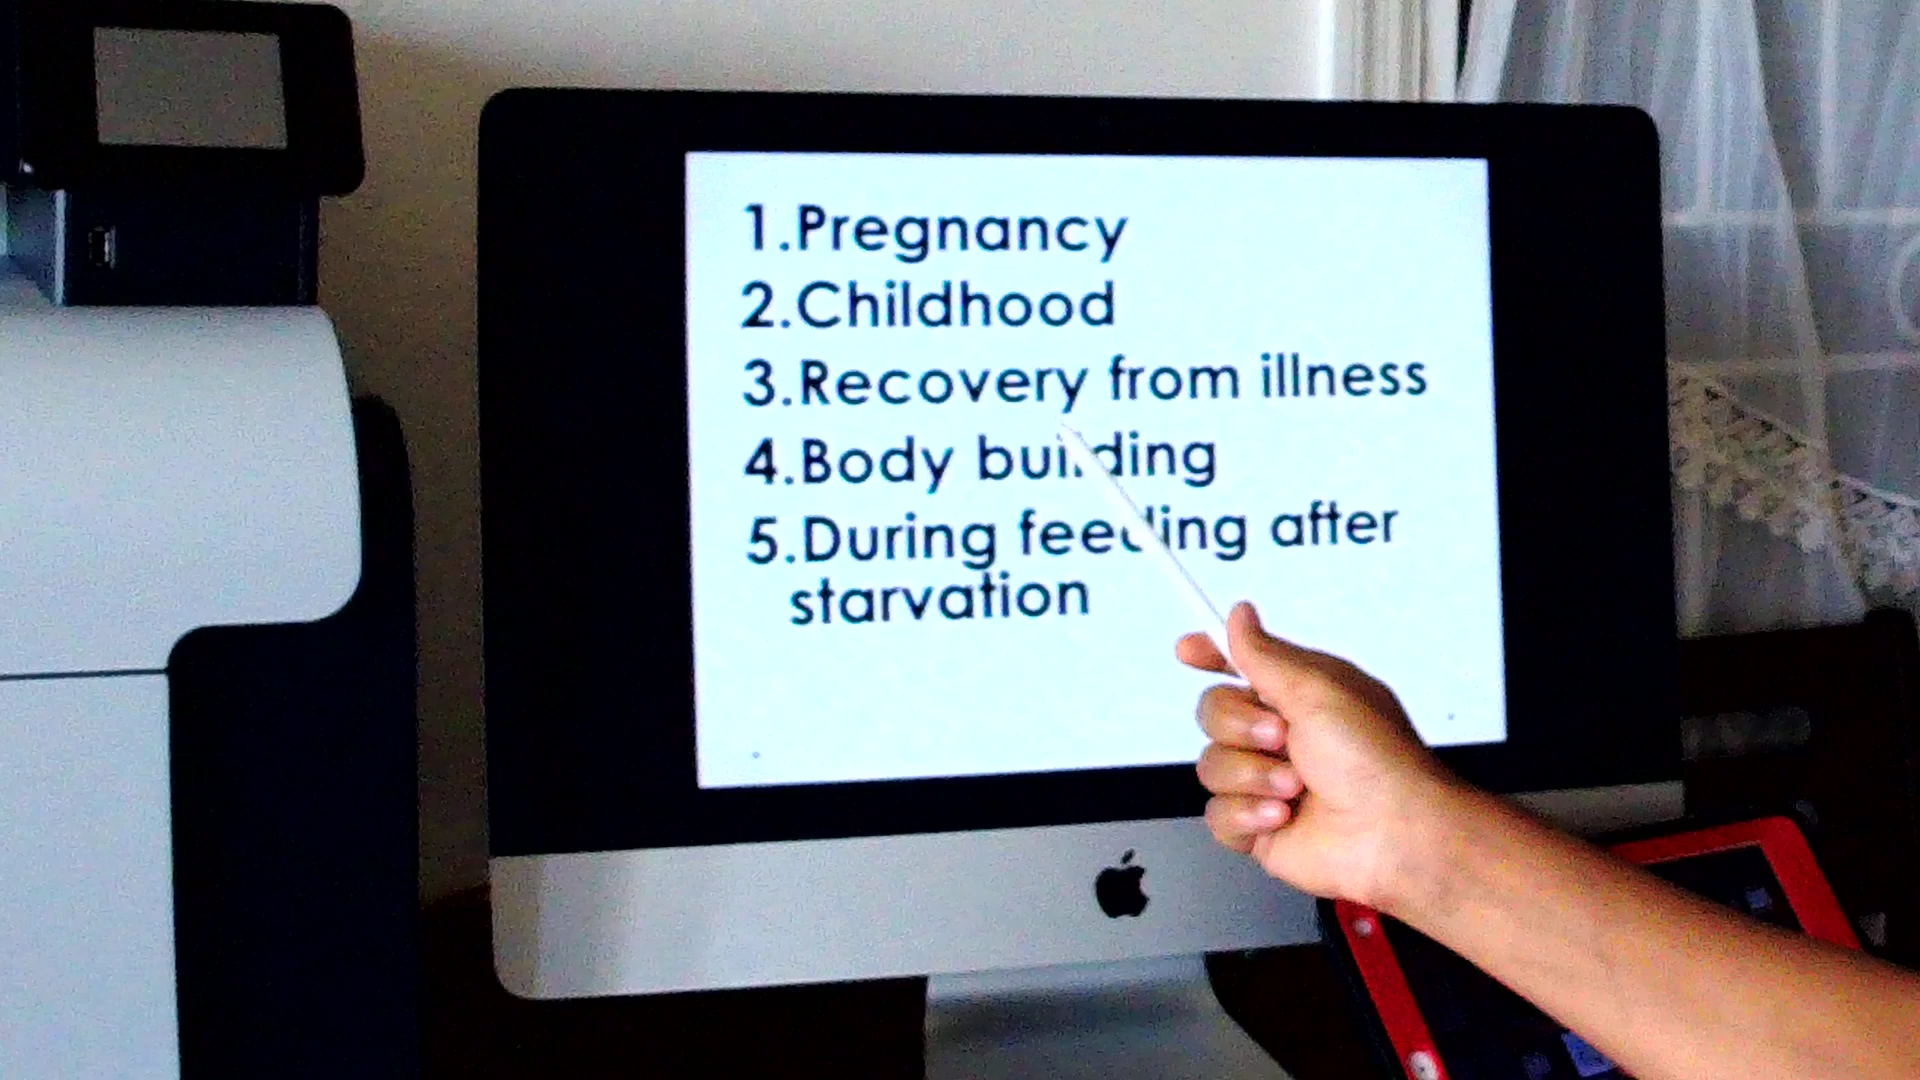 1.Pregnancy
2.Childhood
3.Recovery from illness
4.Body building
5.During feeding after
starvation